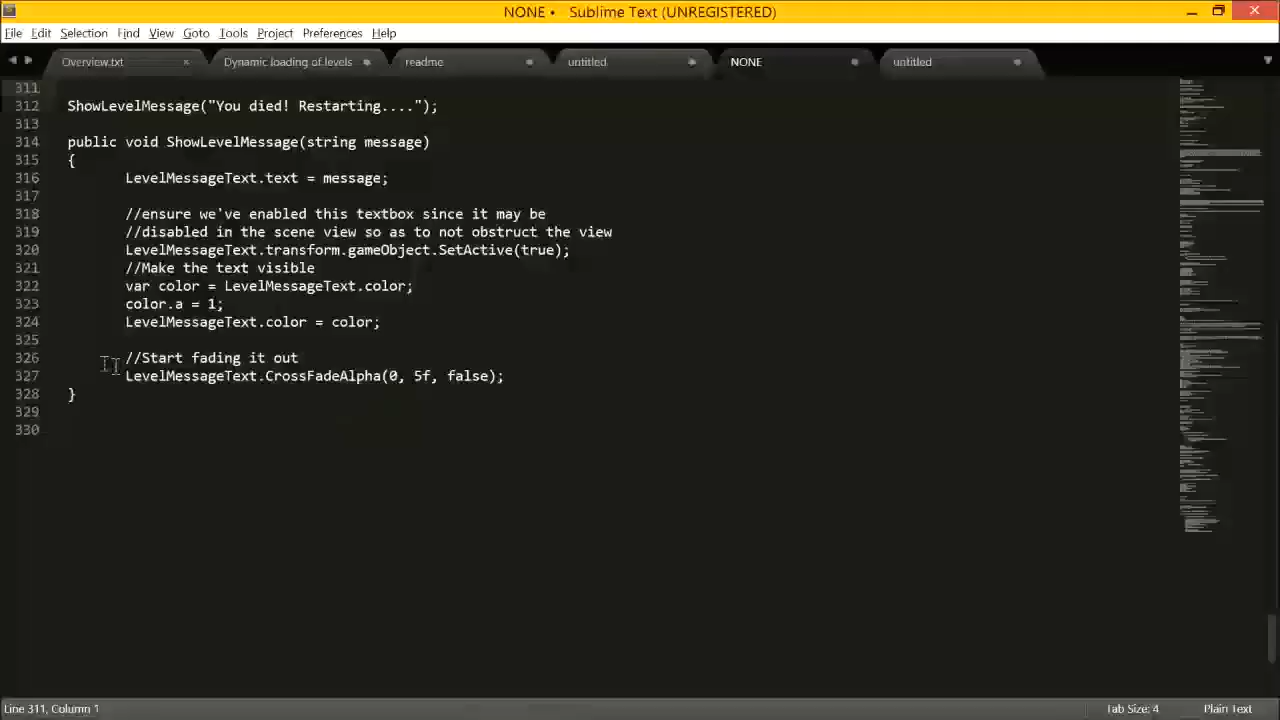 NONE • Sublime Text (UNREGISTERED)
File Edit Selection Find View Goto Tools Project Preferences Help
Overview.txt Dynamic loading of levels readme untitled NONE untitled
311
312 ShowLevelMessage("You died! Restarting....");
313
314 public void ShowLevelMessage(string message)
315 {
316 LevelMessageText.text = message;
317
318 //ensure we've enabled this textbox since it may be
319 //disabled in the scene view so as to not obstruct the view
320 LevelMessageText.transform.gameObject.SetActive(true);
321 //Make the text visible
322 var color = LevelMessageText.color;
323 color.a = 1;
324 LevelMessageText.color = color;
325
326 //Start fading it out
327 LevelMessageText.CrossFadeAlpha(0, 5f, false);
328 }
329
330
Line 311, Column 1 Tab Size: 4 Plain Text